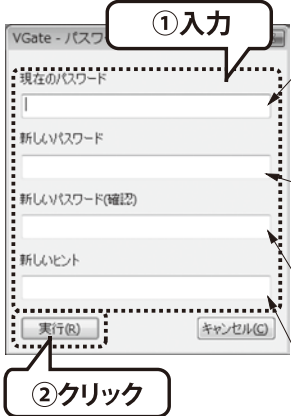 ①入力
VGate - パスワ
現在のパスワード
新しいパスワード
新しいパスワード(確認)
新しいヒント
実行(R)
キャンセル(C)
②クリック